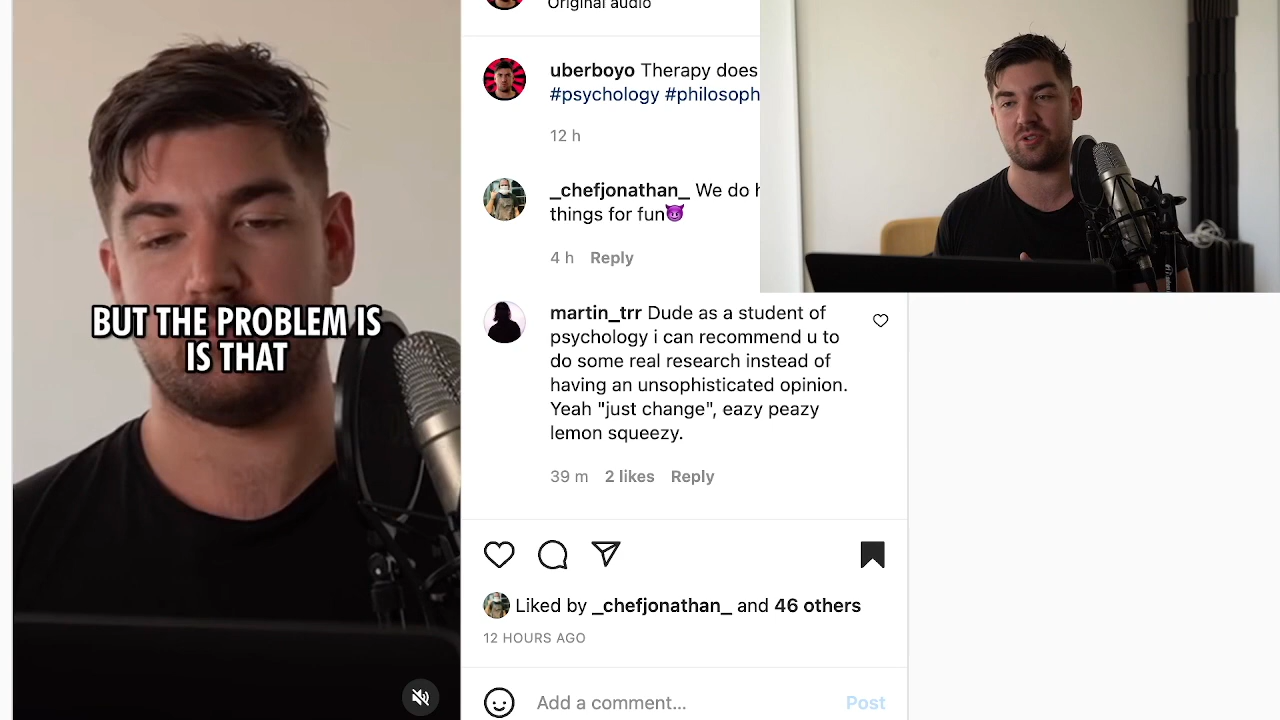 BUT THE PROBLEM IS
IS THAT
Original audio
uberboyo Therapy does
#psychology #philosoph
12 h
_chefjonathan_ We do h
things for fun😈
4 h Reply
martin_trr Dude as a student of
psychology i can recommend u to
do some real research instead of
having an unsophisticated opinion.
Yeah "just change", eazy peazy
lemon squeezy.
39 m 2 likes Reply
Liked by _chefjonathan_ and 46 others
12 HOURS AGO
Add a comment... Post